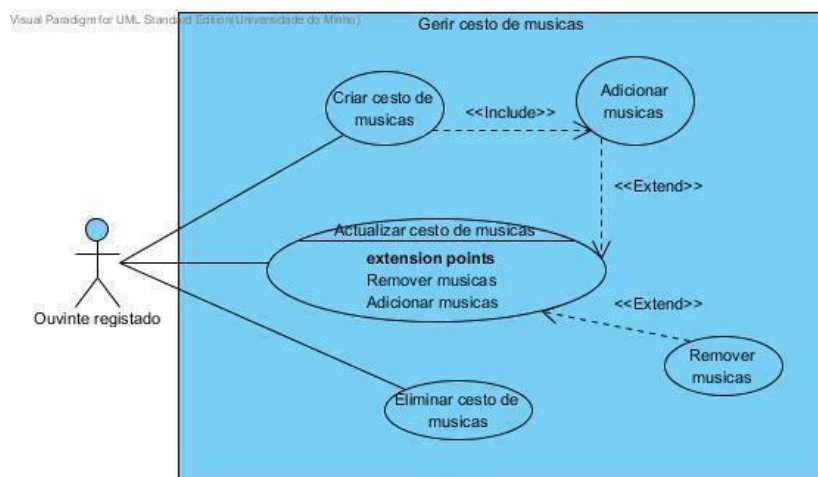 Visual Paradigm for UML Standard Edition(Universidade do Minho)
Gerir cesto de musicas
Criar cesto de
musicas
<<Include>>
Adicionar
musicas
<<Extend>>
Actualizar cesto de musicas
extension points
Remover musicas
Adicionar musicas
<<Extend>>
Ouvinte registado
Remover
musicas
Eliminar cesto de
musicas